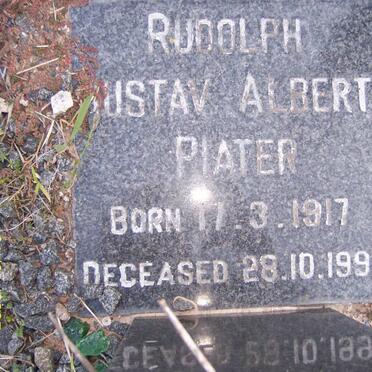 RUDOLPH
USTAV ALBERT
PIATER
BORN 17.3.1917
DECEASED 28.10.199